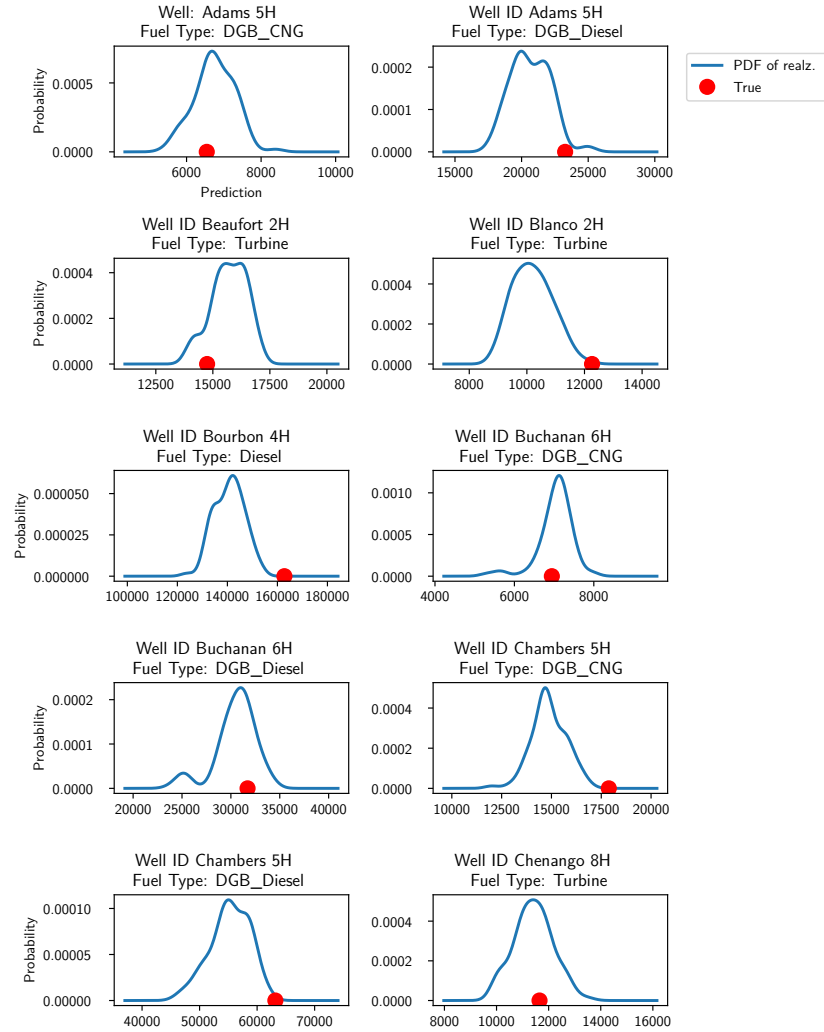 Well: Adams 5H
Fuel Type: DGB_CNG
0.0005
0.0000
Probability
6000 8000 10000
Prediction
Well ID Adams 5H
Fuel Type: DGB_Diesel
0.0002
0.0001
0.0000
15000 20000 25000 30000
PDF of realz.
True
Well ID Beaufort 2H
Fuel Type: Turbine
0.0004
0.0002
0.0000
Probability
12500 15000 17500 20000
Well ID Blanco 2H
Fuel Type: Turbine
0.0004
0.0002
0.0000
8000 10000 12000 14000
Well ID Bourbon 4H
Fuel Type: Diesel
0.000050
0.000025
0.000000
Probability
100000 120000 140000 160000 180000
Well ID Buchanan 6H
Fuel Type: DGB_CNG
0.0010
0.0005
0.0000
4000 6000 8000
Well ID Buchanan 6H
Fuel Type: DGB_Diesel
0.0002
0.0001
0.0000
Probability
20000 25000 30000 35000 40000
Well ID Chambers 5H
Fuel Type: DGB_CNG
0.0004
0.0002
0.0000
10000 12500 15000 17500 20000
Well ID Chambers 5H
Fuel Type: DGB_Diesel
0.00010
0.00005
0.00000
Probability
40000 50000 60000 70000
Well ID Chenango 8H
Fuel Type: Turbine
0.0004
0.0002
0.0000
8000 10000 12000 14000 16000